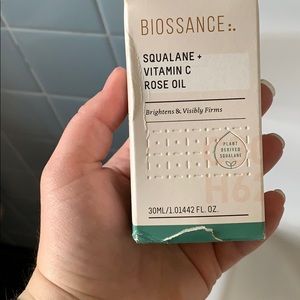 BIOSSANCE:.
SQUALANE +
VITAMIN C
ROSE OIL
Brightens & Visibly Firms
PLANT
DERIVED
SQUALANE
30ML/1.01442 FL. OZ.